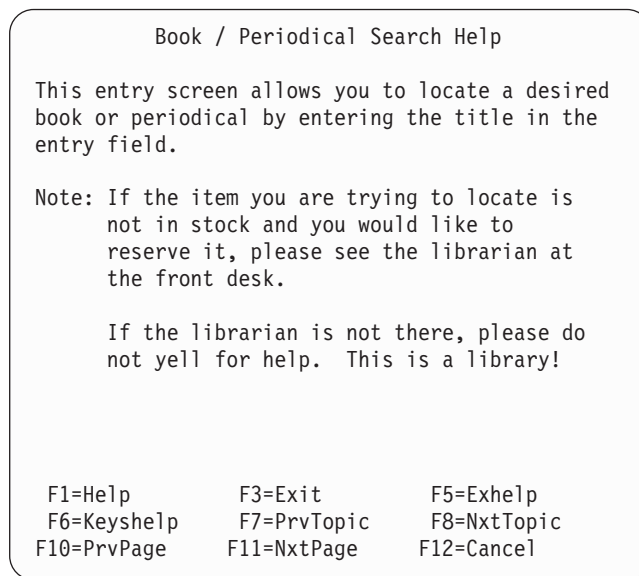 Book / Periodical Search Help
This entry screen allows you to locate a desired
book or periodical by entering the title in the
entry field.
Note: If the item you are trying to locate is
not in stock and you would like to
reserve it, please see the librarian at
the front desk.
If the librarian is not there, please do
not yell for help.  This is a library!
F1=Help F3=Exit F5=Exhelp
F6=Keyshelp F7=PrvTopic F8=NxtTopic
F10=PrvPage F11=NxtPage F12=Cancel